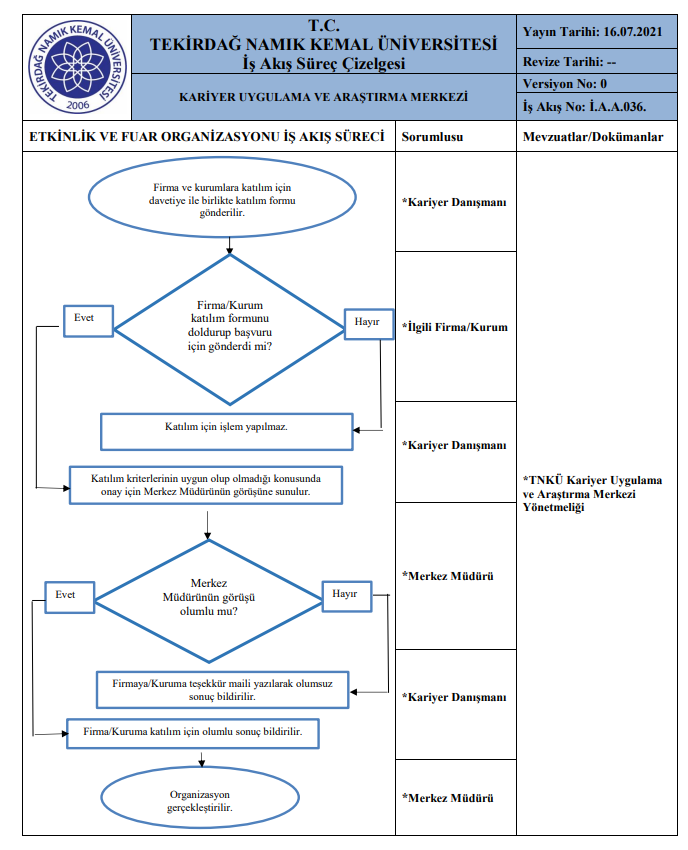 TEKİRDAĞ NAMIK KEMAL ÜNİVERSİTESİ
2006
T.C.
TEKİRDAĞ NAMIK KEMAL ÜNİVERSİTESİ
İş Akış Süreç Çizelgesi
KARİYER UYGULAMA VE ARAŞTIRMA MERKEZİ
Yayın Tarihi: 16.07.2021
Revize Tarihi: --
Versiyon No: 0
İş Akış No: İ.A.A.036.
ETKİNLİK VE FUAR ORGANİZASYONU İŞ AKIŞ SÜRECİ
Sorumlusu
Mevzuatlar/Dokümanlar
Firma ve kurumlara katılım için
davetiye ile birlikte katılım formu
gönderilir.
*Kariyer Danışmanı
Firma/Kurum
katılım formunu
doldurup başvuru
için gönderdi mi?
Evet
Hayır
*İlgili Firma/Kurum
Katılım için işlem yapılmaz.
*Kariyer Danışmanı
Katılım kriterlerinin uygun olup olmadığı konusunda
onay için Merkez Müdürünün görüşüne sunulur.
*TNKÜ Kariyer Uygulama
ve Araştırma Merkezi
Yönetmeliği
Merkez
Müdürünün görüşü
olumlu mu?
Evet
Hayır
*Merkez Müdürü
Firmaya/Kuruma teşekkür maili yazılarak olumsuz
sonuç bildirilir.
*Kariyer Danışmanı
Firma/Kuruma katılım için olumlu sonuç bildirilir.
Organizasyon
gerçekleştirilir.
*Merkez Müdürü